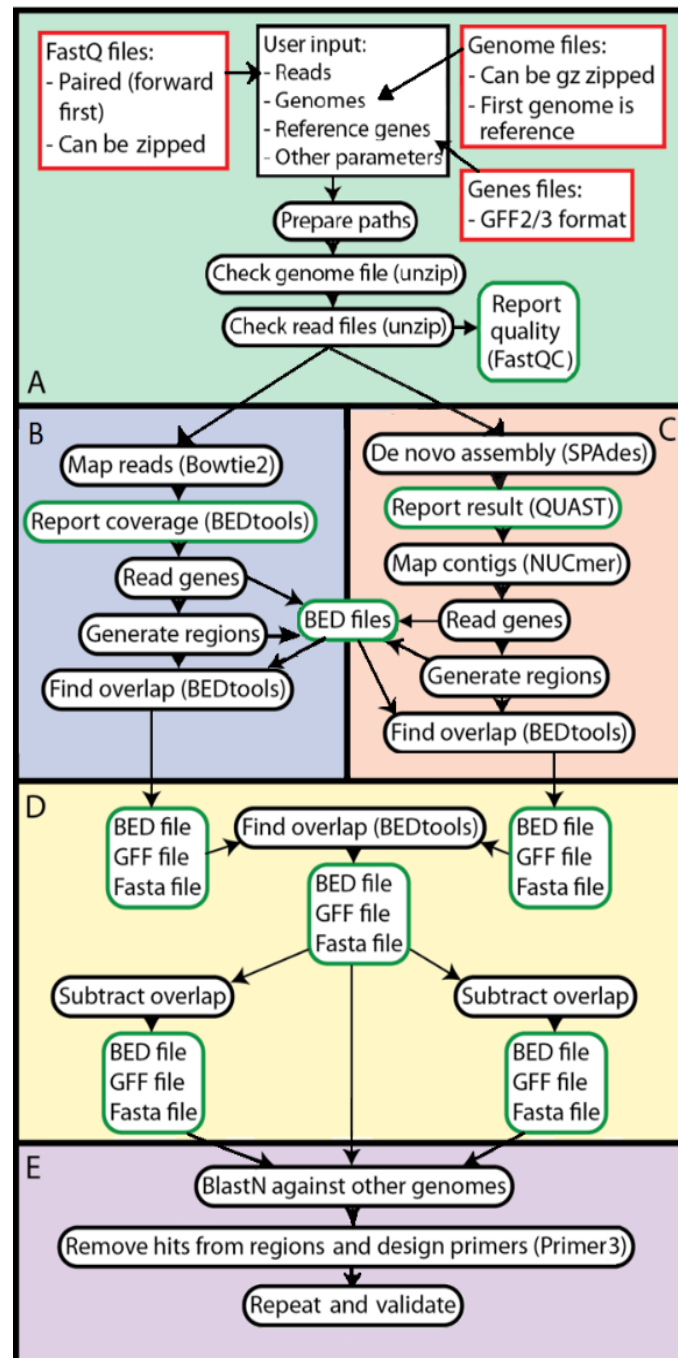 FastQ files:
- Paired (forward
first)
- Can be zipped
User input:
- Reads
- Genomes
- Reference genes
- Other parameters
Genome files:
- Can be gz zipped
- First genome is
reference
Genes files:
- GFF2/3 format
Prepare paths
Check genome file (unzip)
Check read files (unzip)
Report
quality
(FastQC)
A
B
Map reads (Bowtie2)
Report coverage (BEDtools)
Read genes
Generate regions
Find overlap (BEDtools)
BED files
C
De novo assembly (SPAdes)
Report result (QUAST)
Map contigs (NUCmer)
Read genes
Generate regions
Find overlap (BEDtools)
D
BED file
GFF file
Fasta file
Find overlap (BEDtools)
BED file
GFF file
Fasta file
BED file
GFF file
Fasta file
Subtract overlap
Subtract overlap
BED file
GFF file
Fasta file
BED file
GFF file
Fasta file
E
BlastN against other genomes
Remove hits from regions and design primers (Primer3)
Repeat and validate